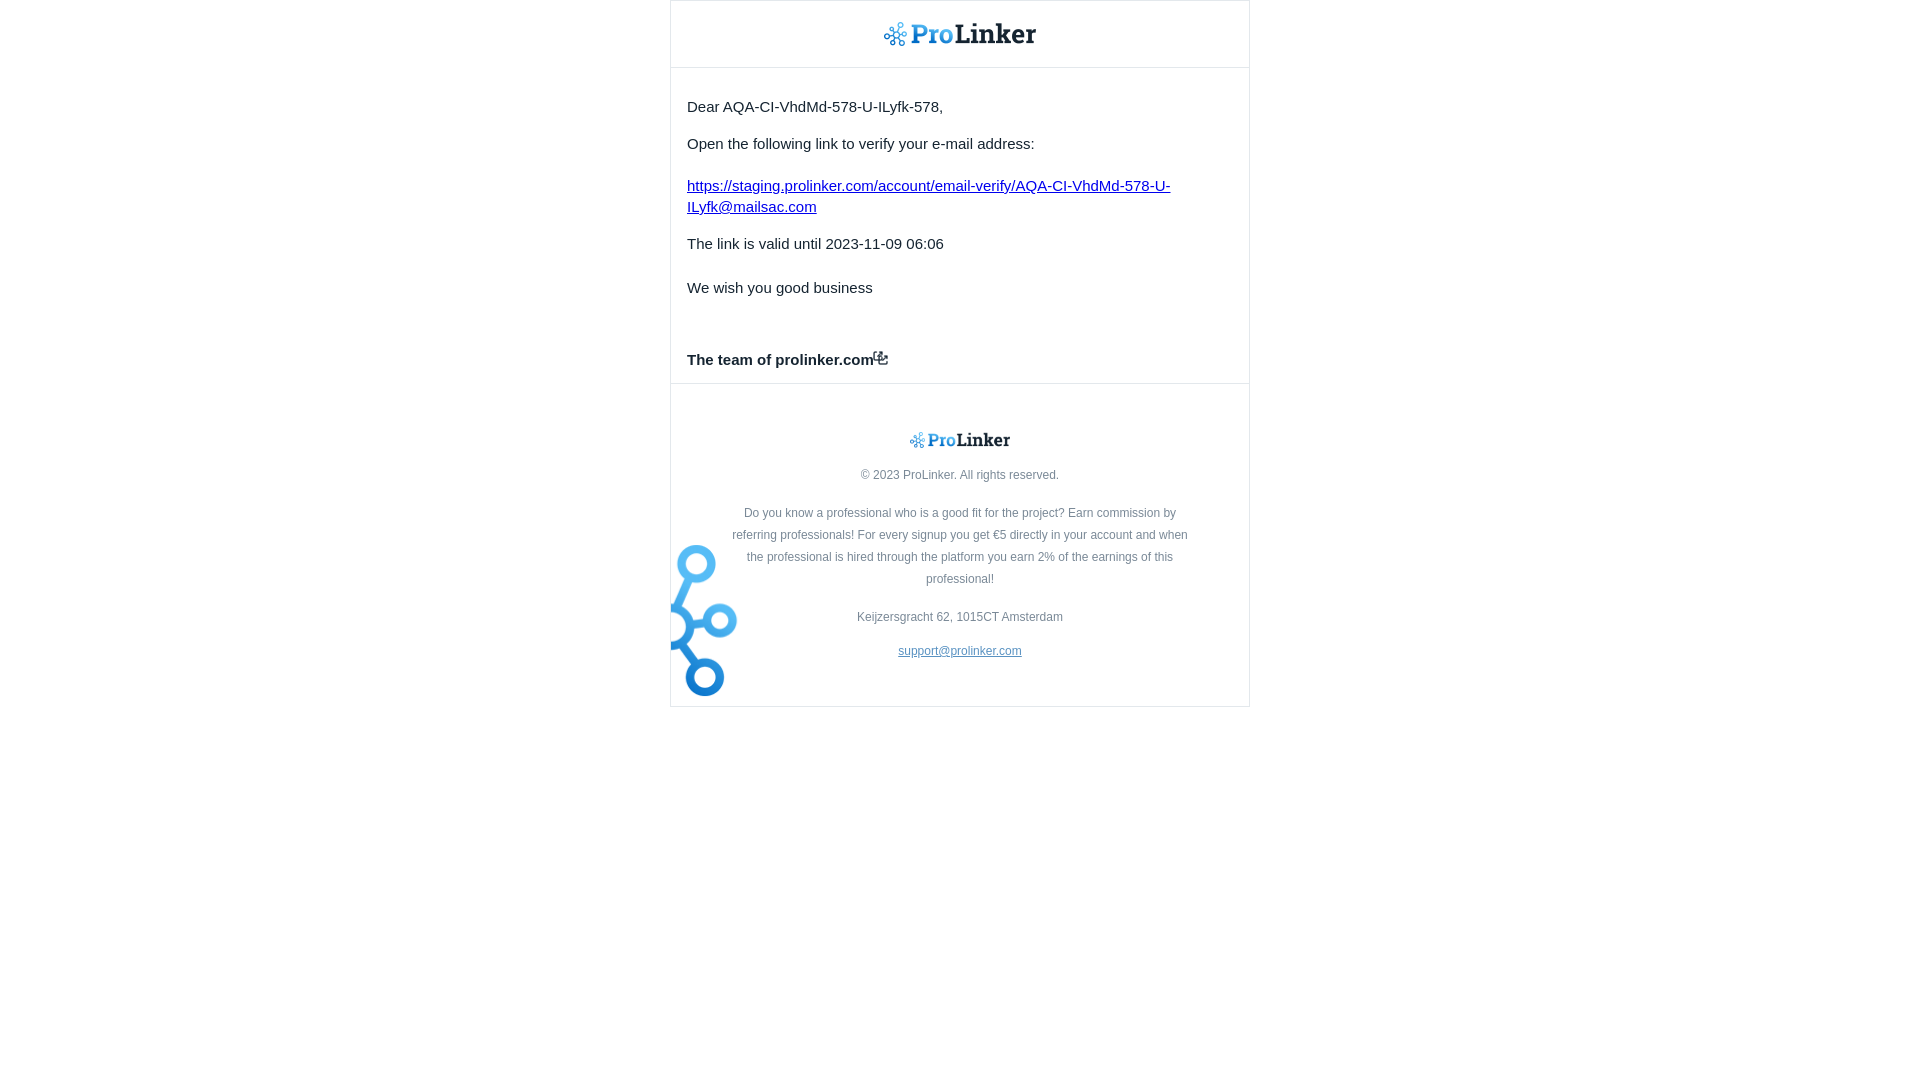 ProLinker
Dear AQA-CI-VhdMd-578-U-ILyfk-578,
Open the following link to verify your e-mail address:
https://staging.prolinker.com/account/email-verify/AQA-CI-VhdMd-578-U-
ILyfk@mailsac.com
The link is valid until 2023-11-09 06:06
We wish you good business
The team of prolinker.com
ProLinker
© 2023 ProLinker. All rights reserved.
Do you know a professional who is a good fit for the project? Earn commission by
referring professionals! For every signup you get €5 directly in your account and when
the professional is hired through the platform you earn 2% of the earnings of this
professional!
Keijzersgracht 62, 1015CT Amsterdam
support@prolinker.com